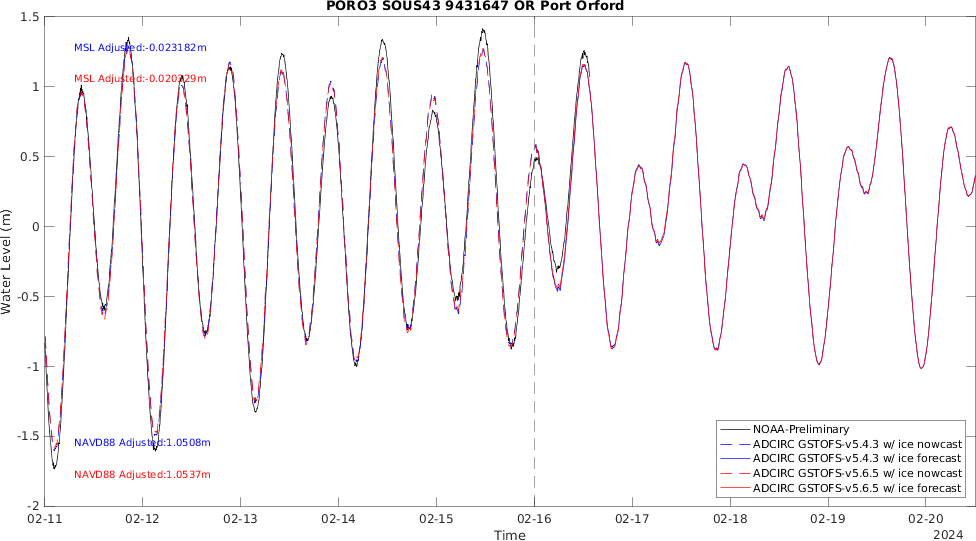 PORO3 SOUS43 9431647 OR Port Orford
1.5
1
0.5
0
-0.5
-1
-1.5
-2
Water Level (m)
MSL Adjusted:-0.023182m
MSL Adjusted:-0.020329m
NAVD88 Adjusted:1.0508m
NAVD88 Adjusted:1.0537m
NOAA-Preliminary
ADCIRC GSTOFS-v5.4.3 w/ ice nowcast
ADCIRC GSTOFS-v5.4.3 w/ ice forecast
ADCIRC GSTOFS-v5.6.5 w/ ice nowcast
ADCIRC GSTOFS-v5.6.5 w/ ice forecast
02-11 02-12 02-13 02-14 02-15 02-16 02-17 02-18 02-19 02-20
Time
2024